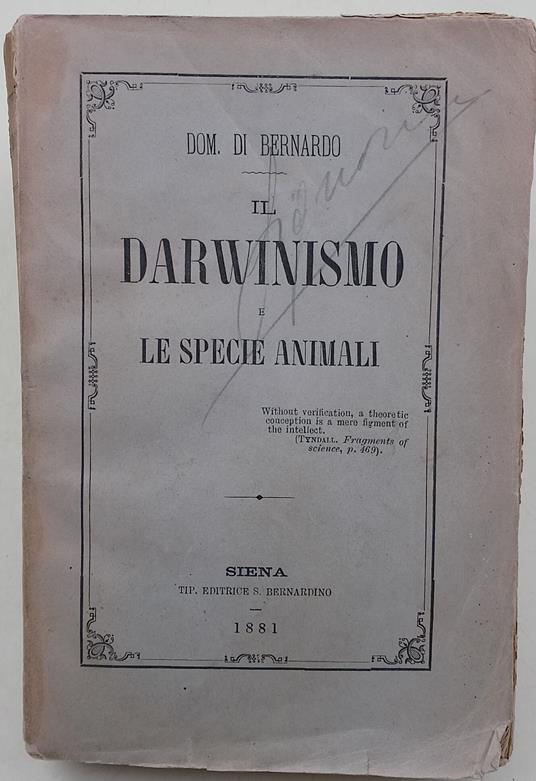 DOM. DI BERNARDO
IL
DARWINISMO
E
LE SPECIE ANIMALI
Without verification, a theoretic
conception is a mere figment of
the intellect.
(TYNDALL. Fragments of
science, p. 469).
SIENA
TIP. EDITRICE S. BERNARDINO
1881